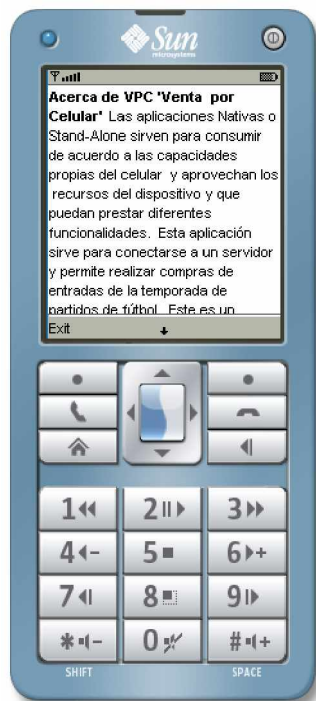 Sun
microsystems
Acerca de VPC 'Venta por
Celular' Las aplicaciones Nativas o
Stand-Alone sirven para consumir
de acuerdo a las capacidades
propias del celular y aprovechan los
recursos del dispositivo y que
puedan prestar diferentes
funcionalidades. Esta aplicación
sirve para conectarse a un servidor
y permite realizar compras de
entradas de la temporada de
partidos de fútbol. Este es un
Exit
1 2 3
4- 5 6+
7 8 9
*- 0 #+
SHIFT SPACE